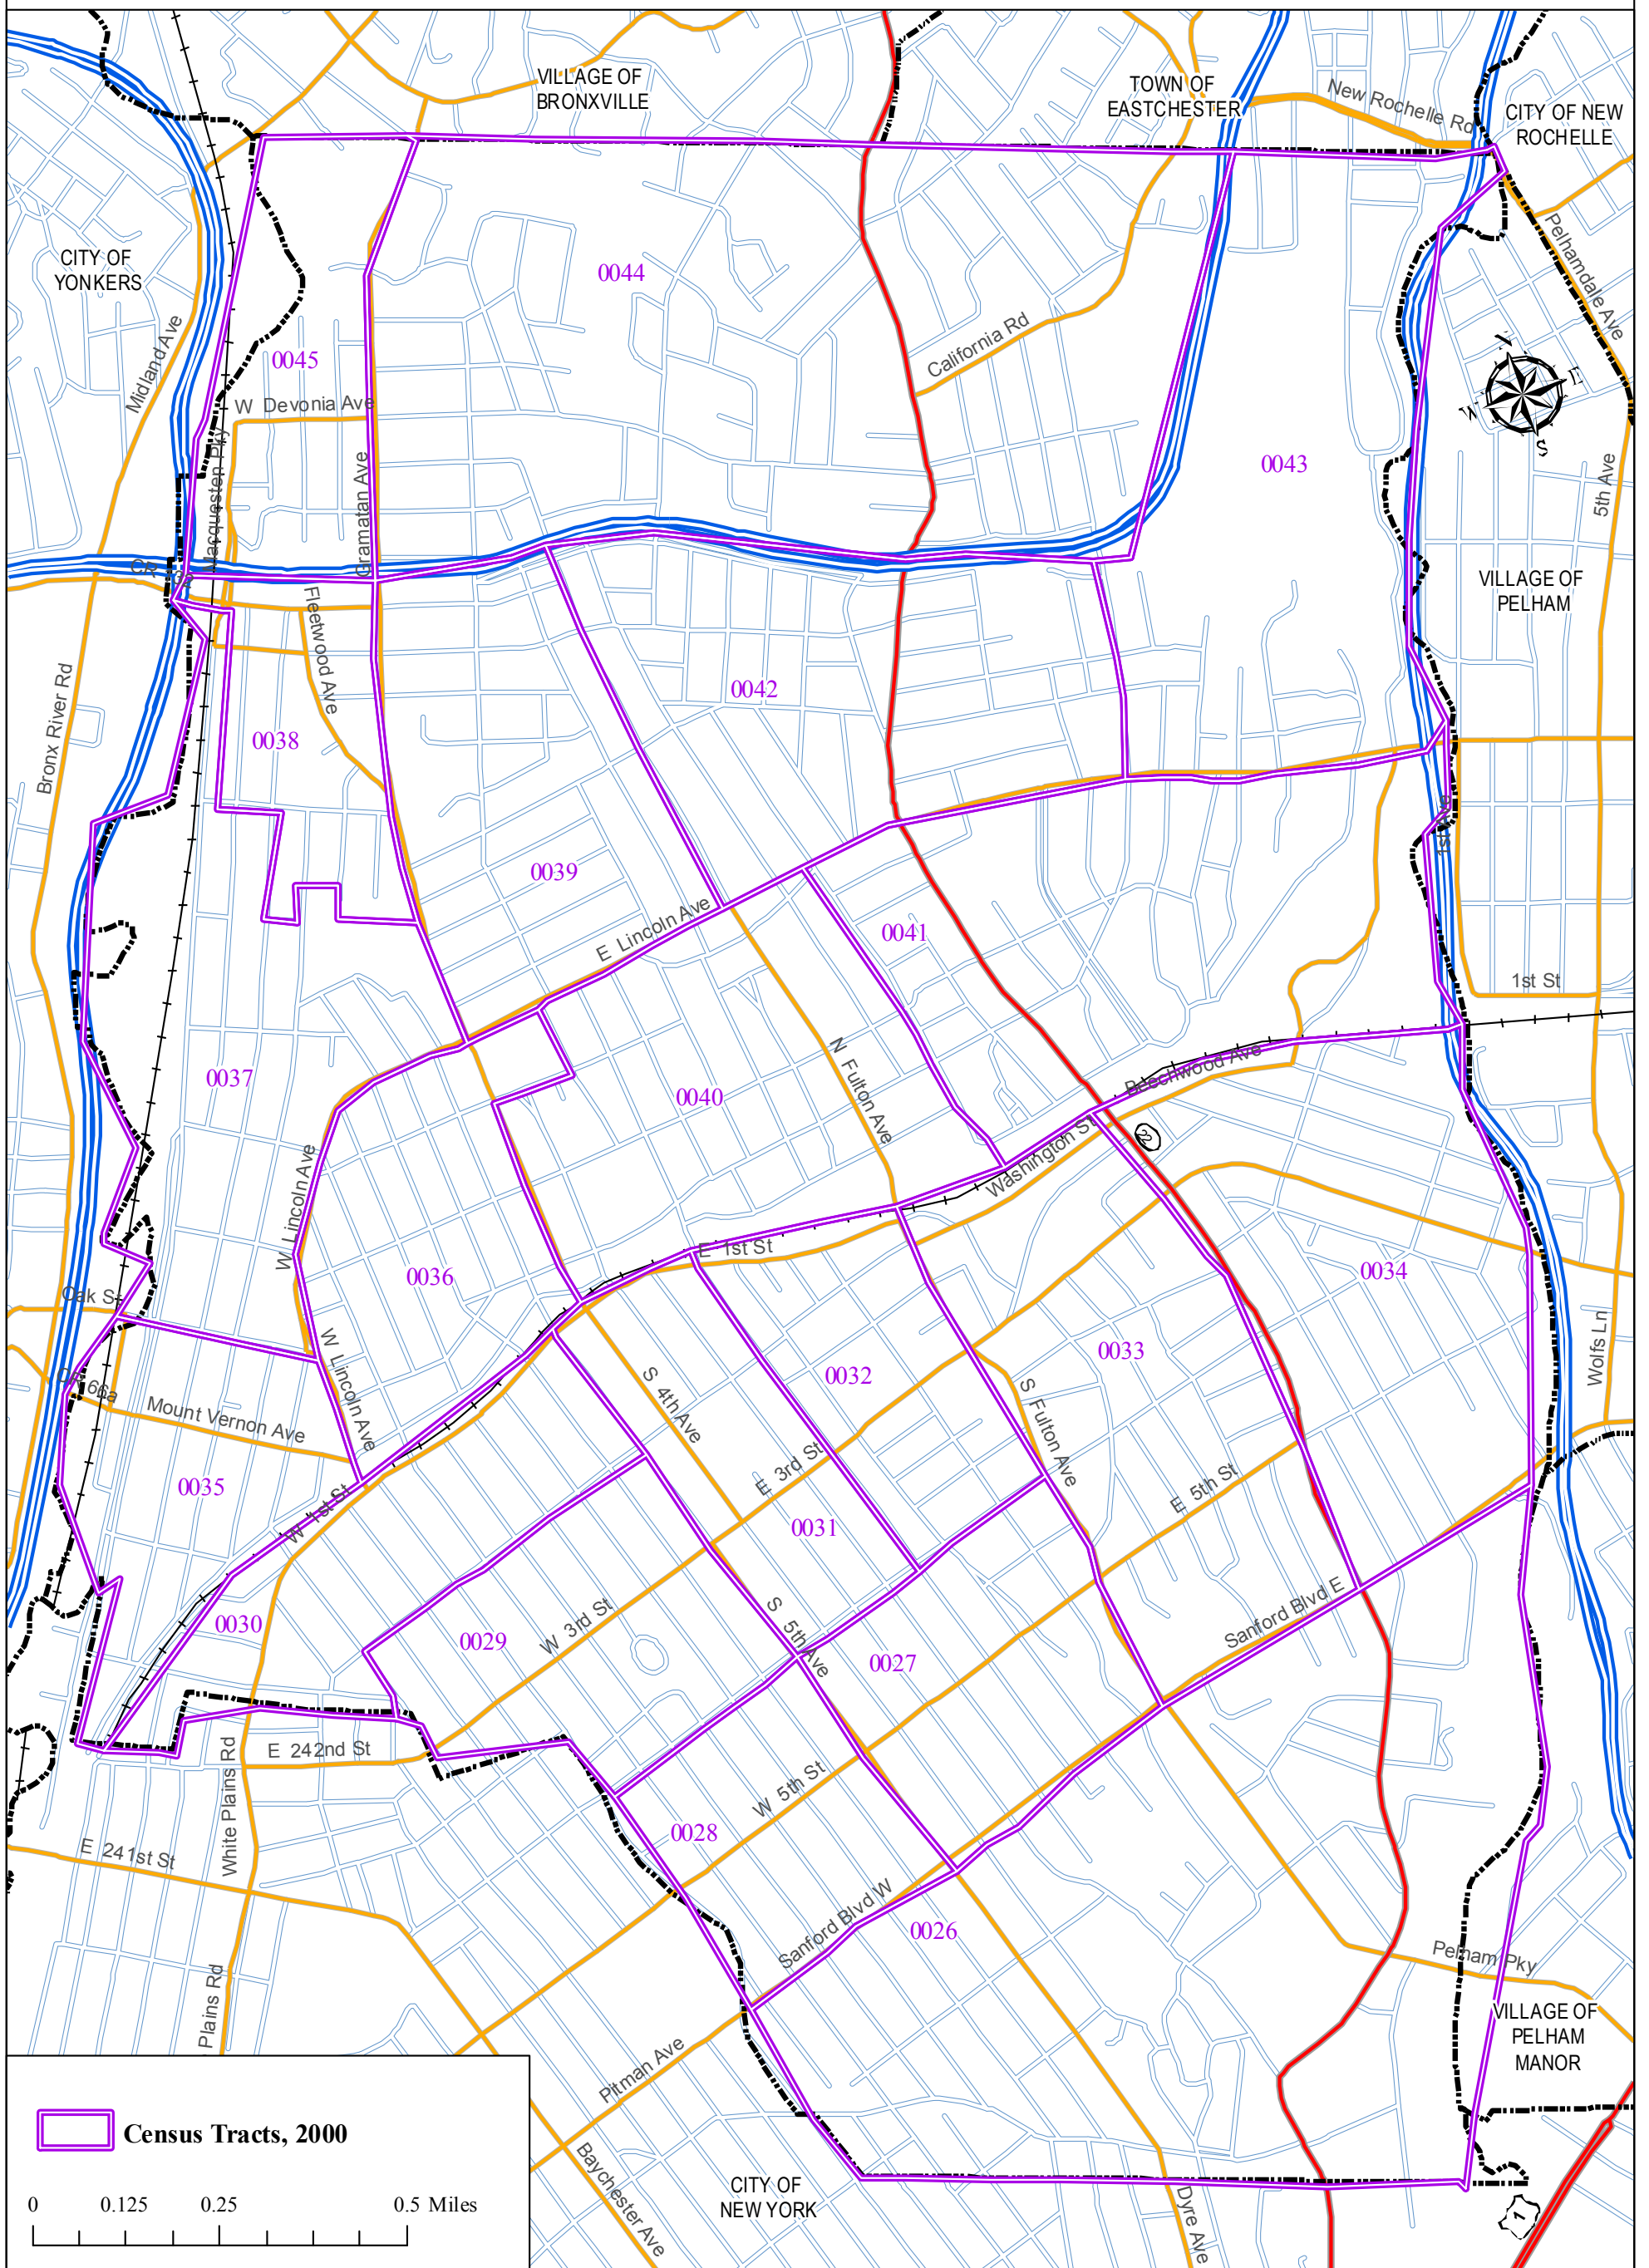 VILLAGE OF
BRONXVILLE
TOWN OF
EASTCHESTER
New Rochelle Rd
CITY OF NEW
ROCHELLE
CITY OF
YONKERS
0044
Pelhamdale Ave
California Rd
0045
Midland Ave
N
E
W
S
W Devonia Ave
Macquesten Pky
Gramatan Ave
0043
5th Ave
VILLAGE OF
PELHAM
Fleetwood Ave
0042
Bronx River Rd
0038
0039
E Lincoln Ave
0041
1st St
0037
0040
N Fulton Ave
Beechwood Ave
Washington St
22
W Lincoln Ave
0036
E 1st St
0034
Oak St
0033
Wolfs Ln
W Lincoln Ave
0032
CR 66a
Mount Vernon Ave
S 4th Ave
S Fulton Ave
0035
E 3rd St
E 5th St
W 1st St
0031
0030
0029
W 3rd St
S 5th Ave
Sanford Blvd E
0027
E 242nd St
White Plains Rd
W 5th St
0028
E 241st St
Sanford Blvd W
0026
Pelham Pky
Plains Rd
VILLAGE OF
PELHAM
MANOR
Pitman Ave
Census Tracts, 2000
Baychester Ave
CITY OF
NEW YORK
Dyre Ave
1
0 0.125 0.25 0.5 Miles